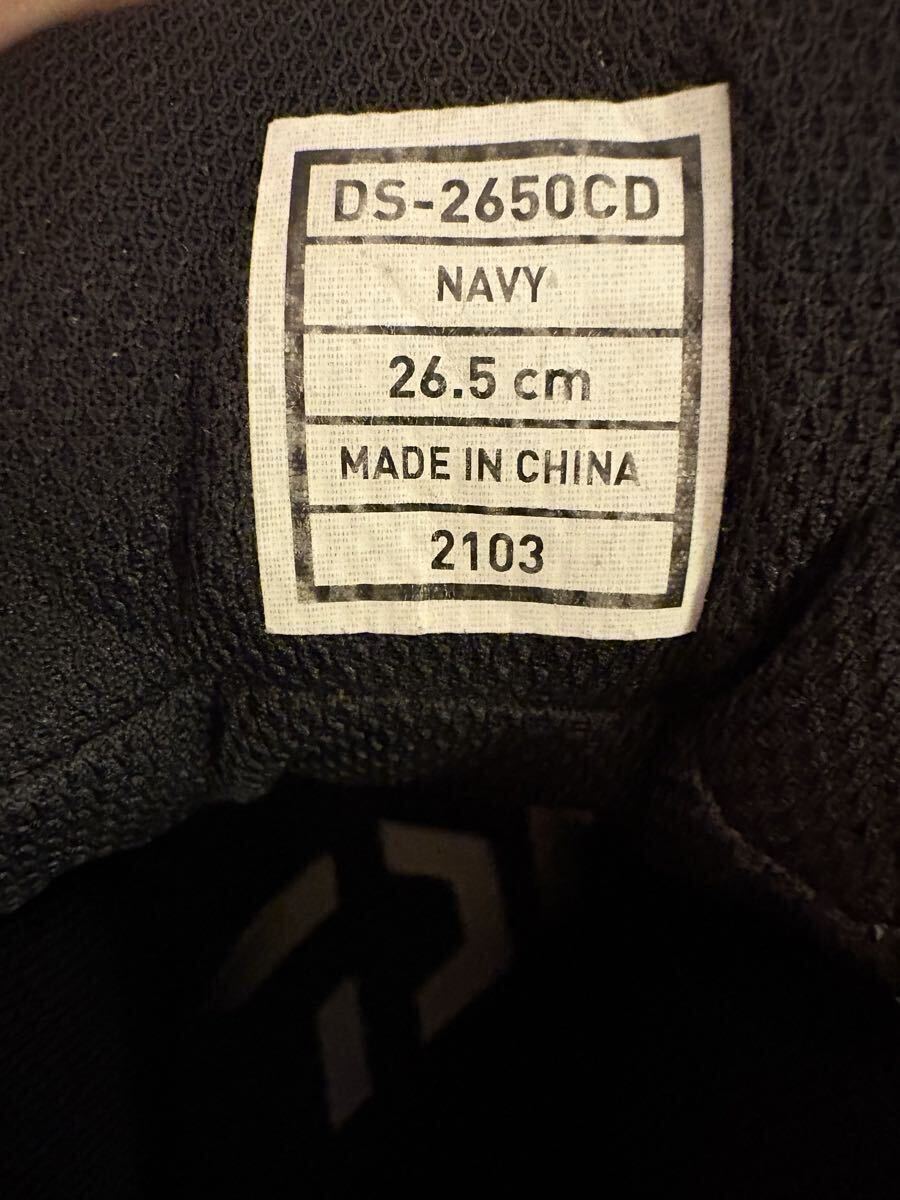 DS-2650CD
NAVY
26.5 cm
MADE IN CHINA
2103